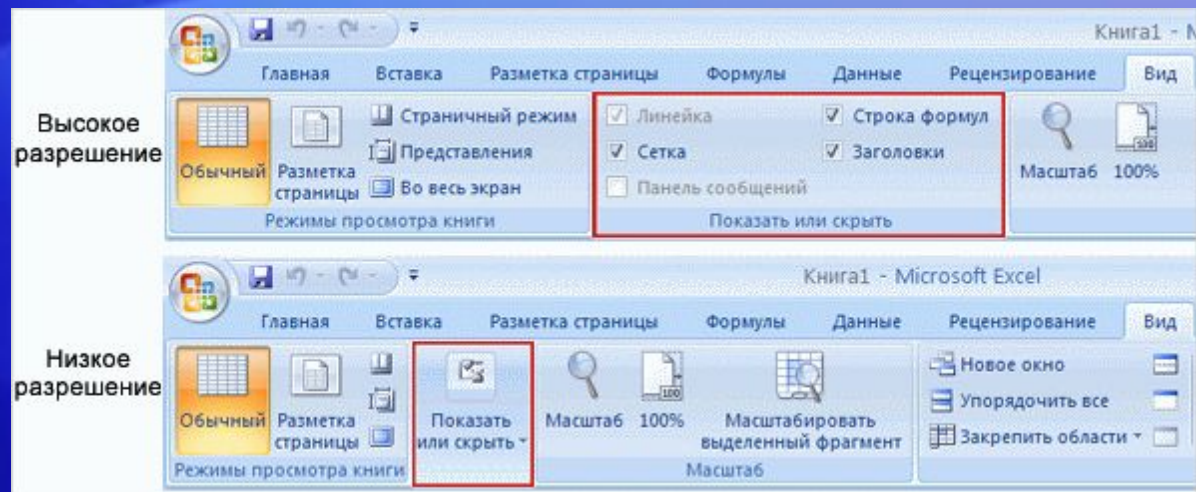 Книга1 -
Главная Вставка Разметка страницы Формулы Данные Рецензирование Вид
Высокое
разрешение
Обычный
Разметка
страницы
Страничный режим
Представления
Во весь экран
Режимы просмотра книги
Линейка
Сетка
Панель сообщений
Строка формул
Заголовки
Показать или скрыть
Масштаб
100
100%
Книга1 - Microsoft Excel
Главная Вставка Разметка страницы Формулы Данные Рецензирование Вид
Низкое
разрешение
Обычный
Разметка
страницы
Режимы просмотра книги
Показать
или скрыть
Масштаб
100
100%
Масштабировать
выделенный фрагмент
Масштаб
Новое окно
Упорядочить все
Закрепить области